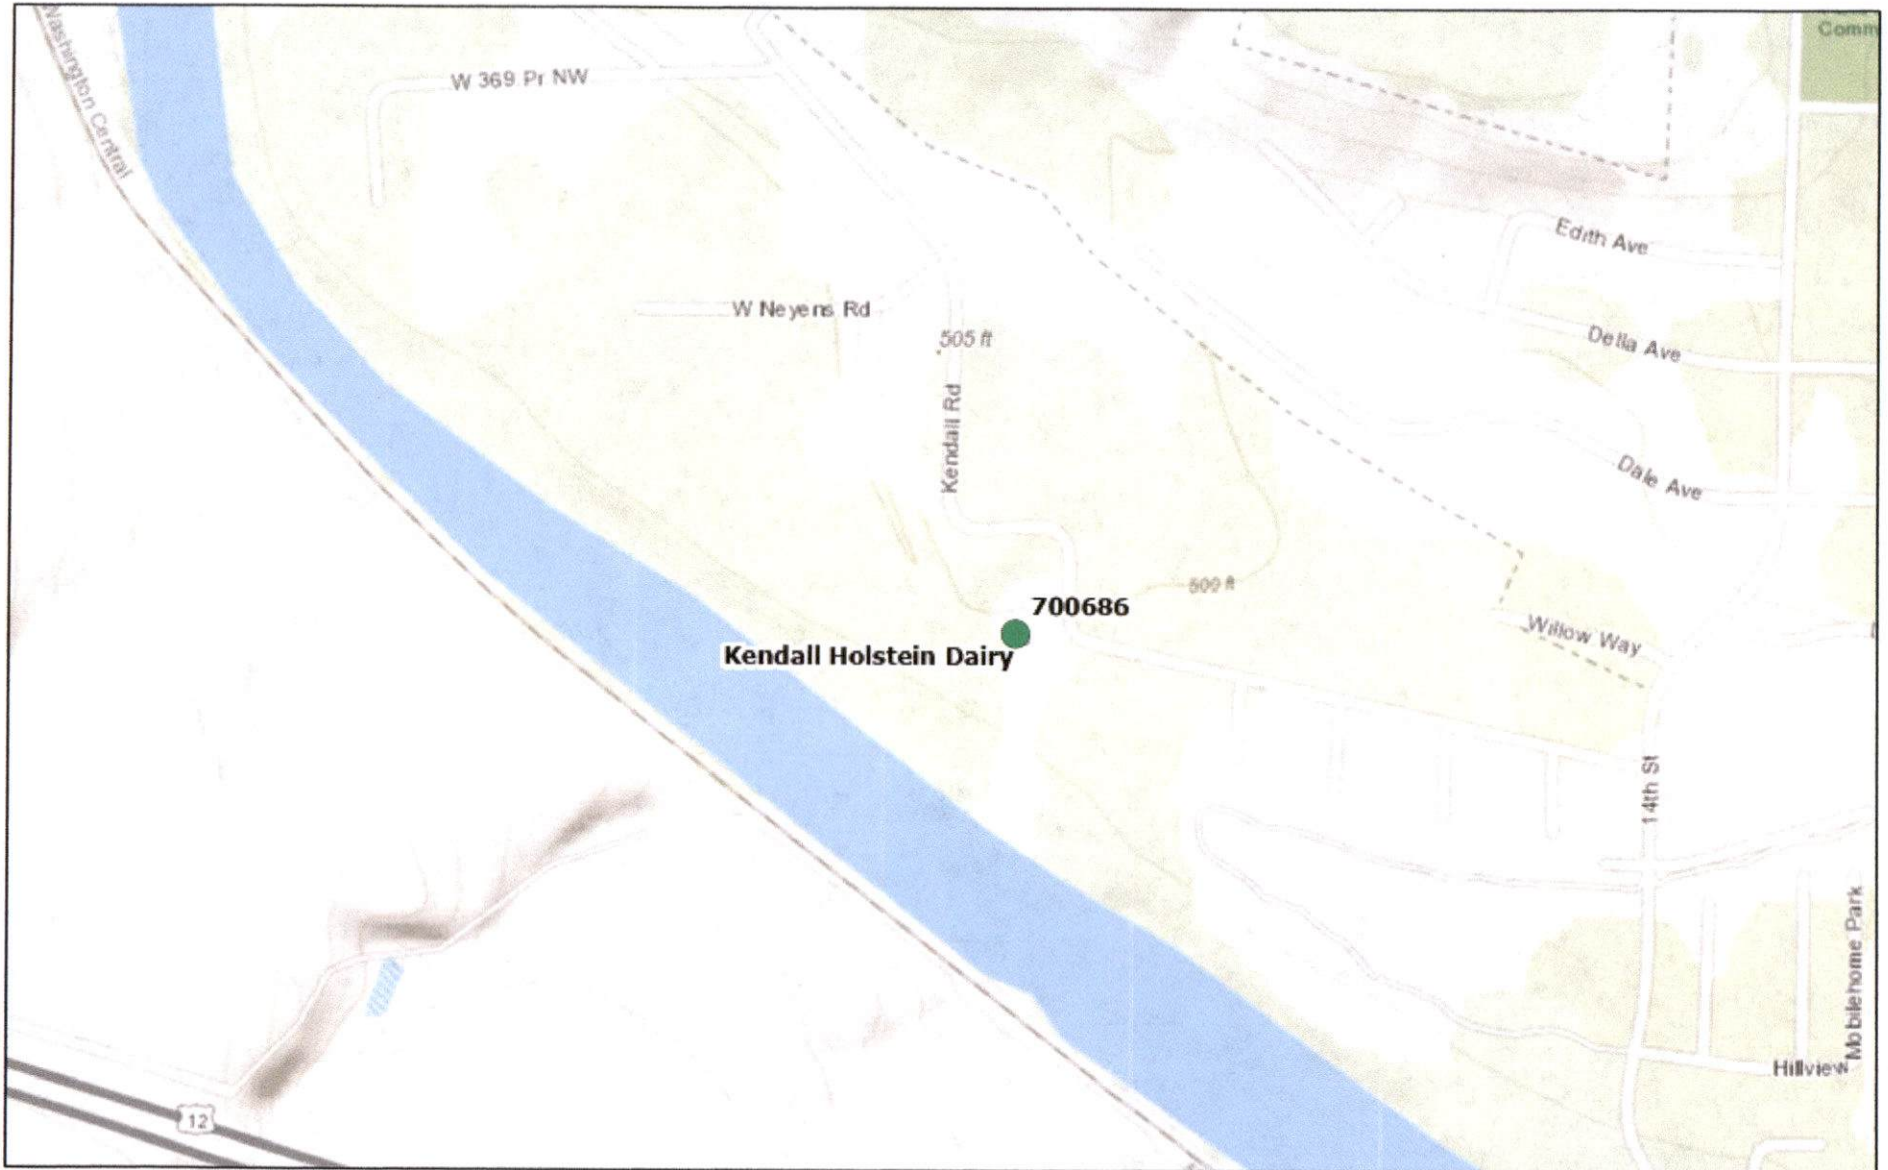 Comm
Washington Central
W 369 Pr NW
Edith Ave
W Neyens Rd
505 ft
Della Ave
Kendall Rd
Dale Ave
500 ft
700686
Willow Way
Kendall Holstein Dairy
14th St
Mobilehome Park
Hillview
12